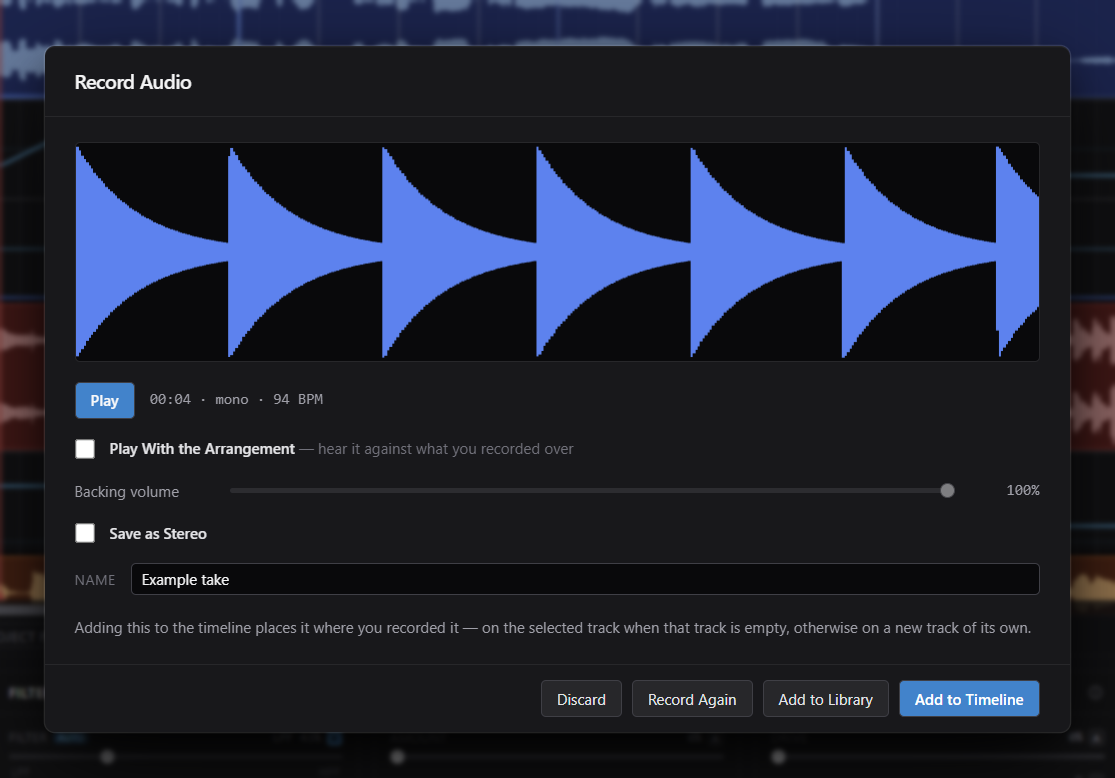 Record Audio
Play 00:04 · mono · 94 BPM
Play With the Arrangement — hear it against what you recorded over
Backing volume 100%
Save as Stereo
NAME Example take
Adding this to the timeline places it where you recorded it — on the selected track when that track is empty, otherwise on a new track of its own.
Discard Record Again Add to Library Add to Timeline